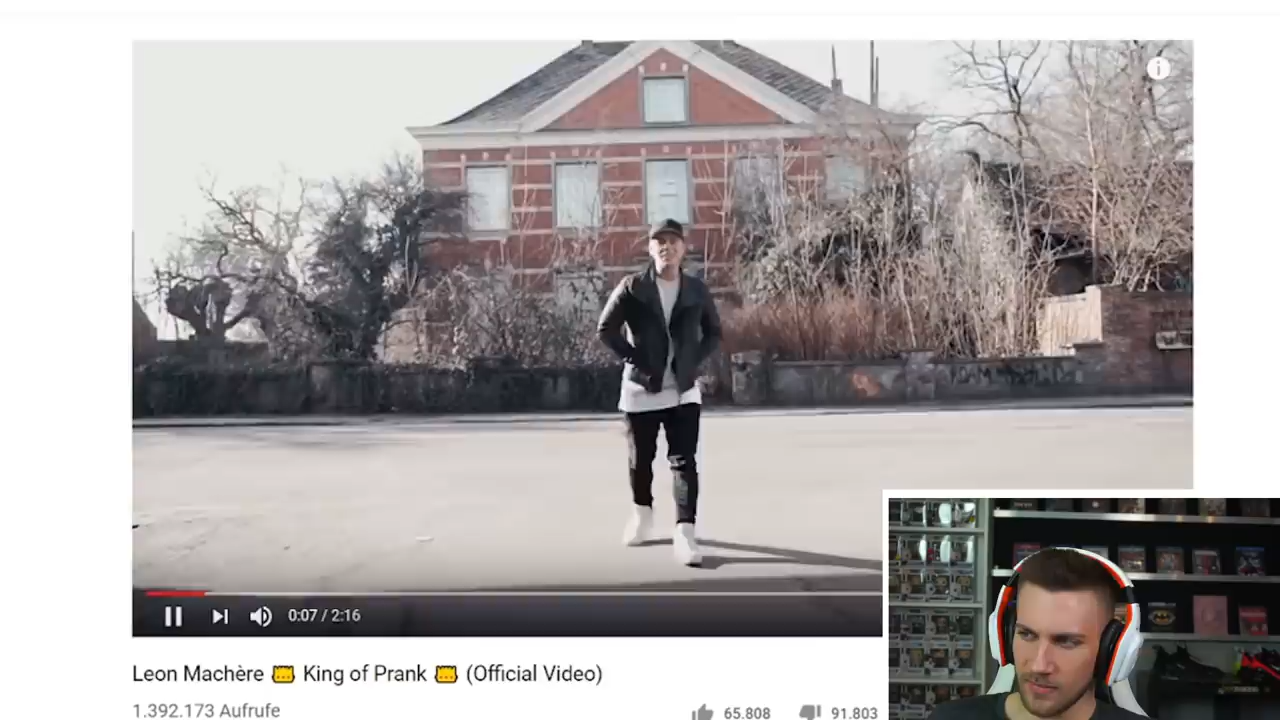 0:07 / 2:16
Leon Machère 👑 King of Prank 👑 (Official Video)
1.392.173 Aufrufe 65.808 91.803